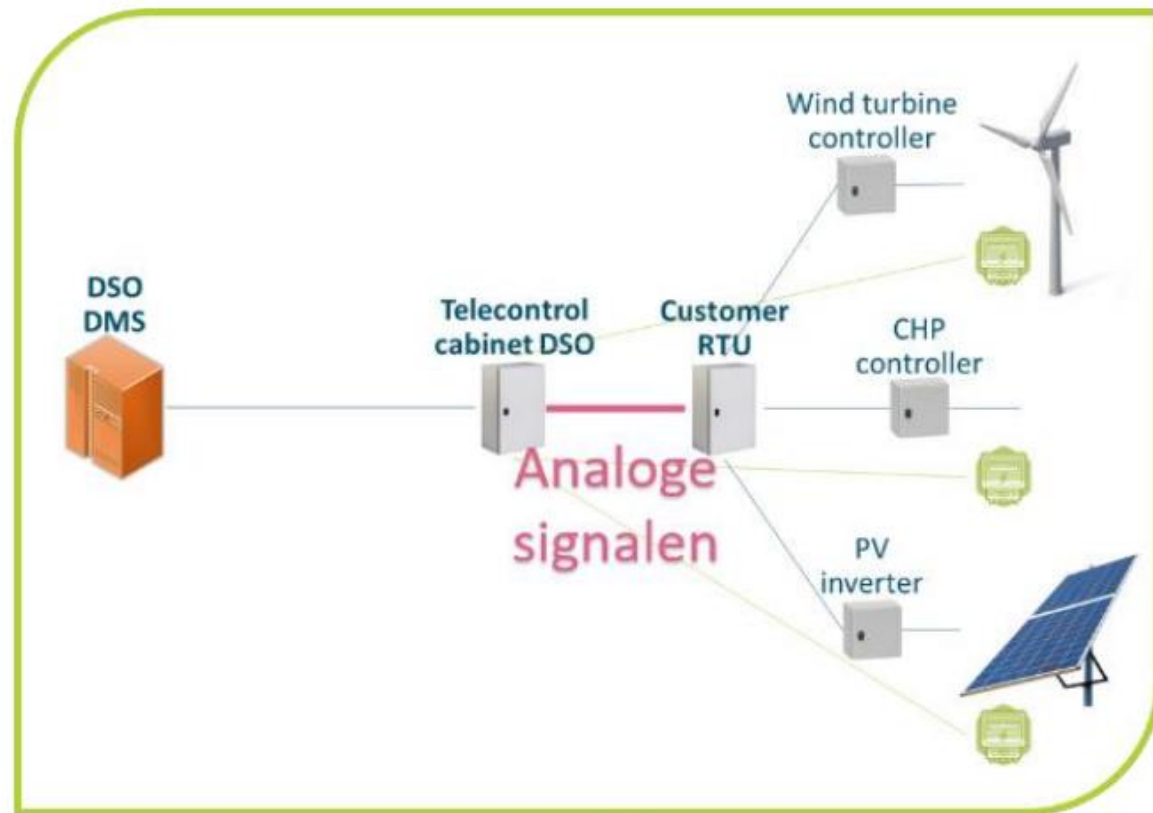 Wind turbine
controller
DSO
DMS
Telecontrol
cabinet DSO
Customer
RTU
CHP
controller
Analoge
signalen
PV
inverter